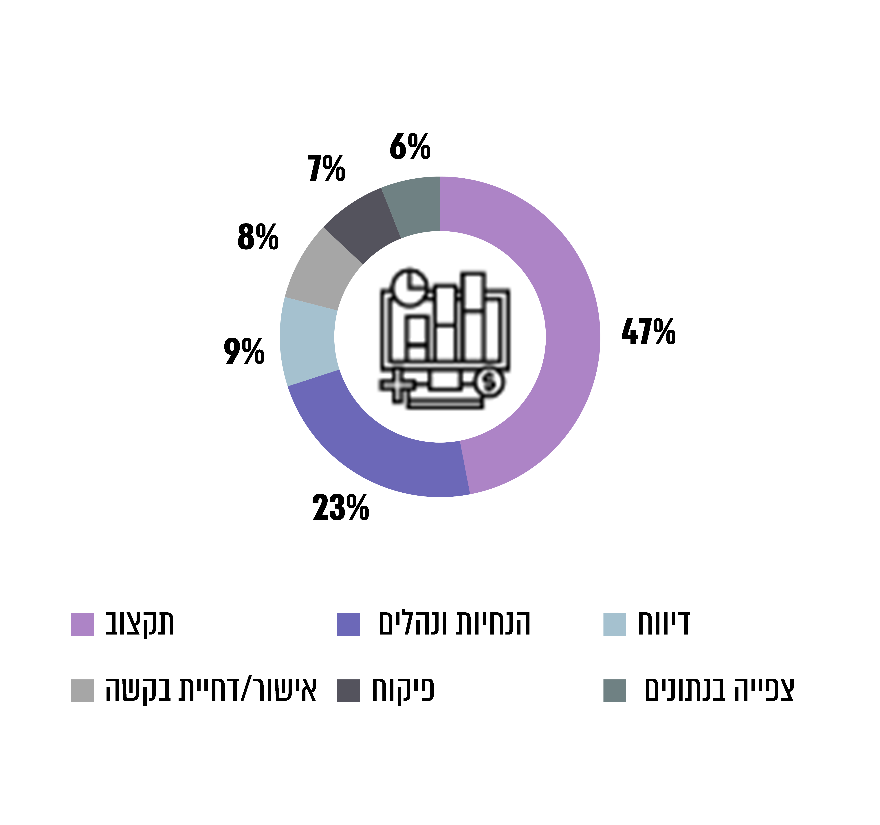 6%
7%
8%
47%
9%
23%
תקצוב
הנחיות ונהלים
דיווח
אישור/דחיית בקשה
פיקוח
צפייה בנתונים
$